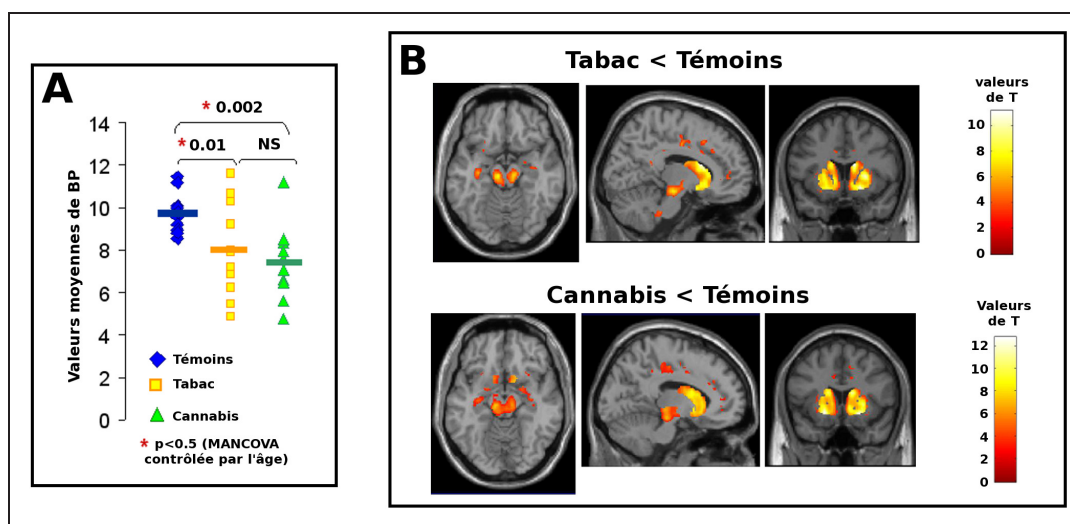 A
* 0.002
* 0.01
NS
Valeurs moyennes de BP
14
12
10
8
6
4
2
0
Témoins
Tabac
Cannabis
* p<0.5 (MANCOVA
contrôlée par l'âge)
B
Tabac < Témoins
valeurs
de T
10
8
6
4
2
0
Cannabis < Témoins
Valeurs
de T
12
10
8
6
4
2
0